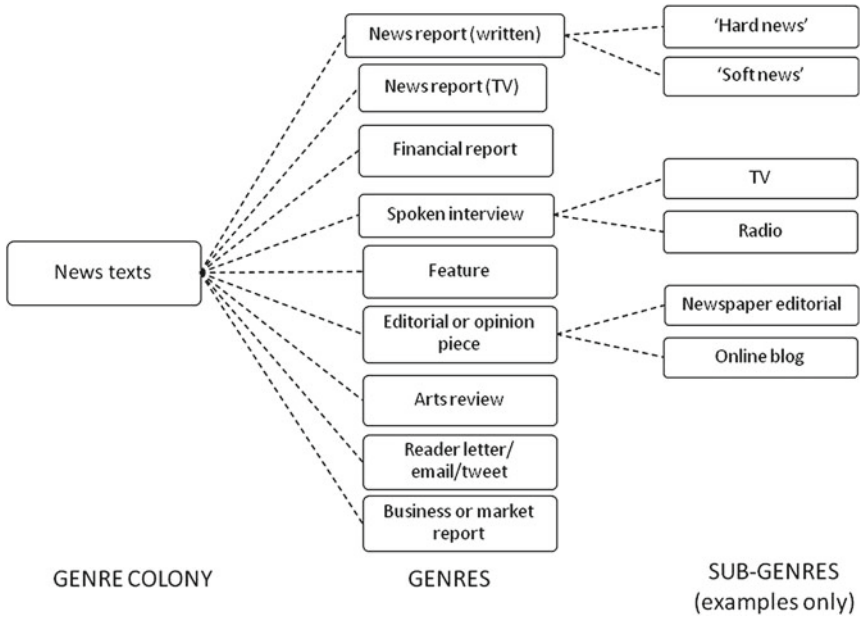 News report (written)
'Hard news'
'Soft news'
News report (TV)
Financial report
Spoken interview
TV
Radio
News texts
Feature
Editorial or opinion
piece
Newspaper editorial
Online blog
Arts review
Reader letter/
email/tweet
Business or market
report
GENRE COLONY
GENRES
SUB-GENRES
(examples only)